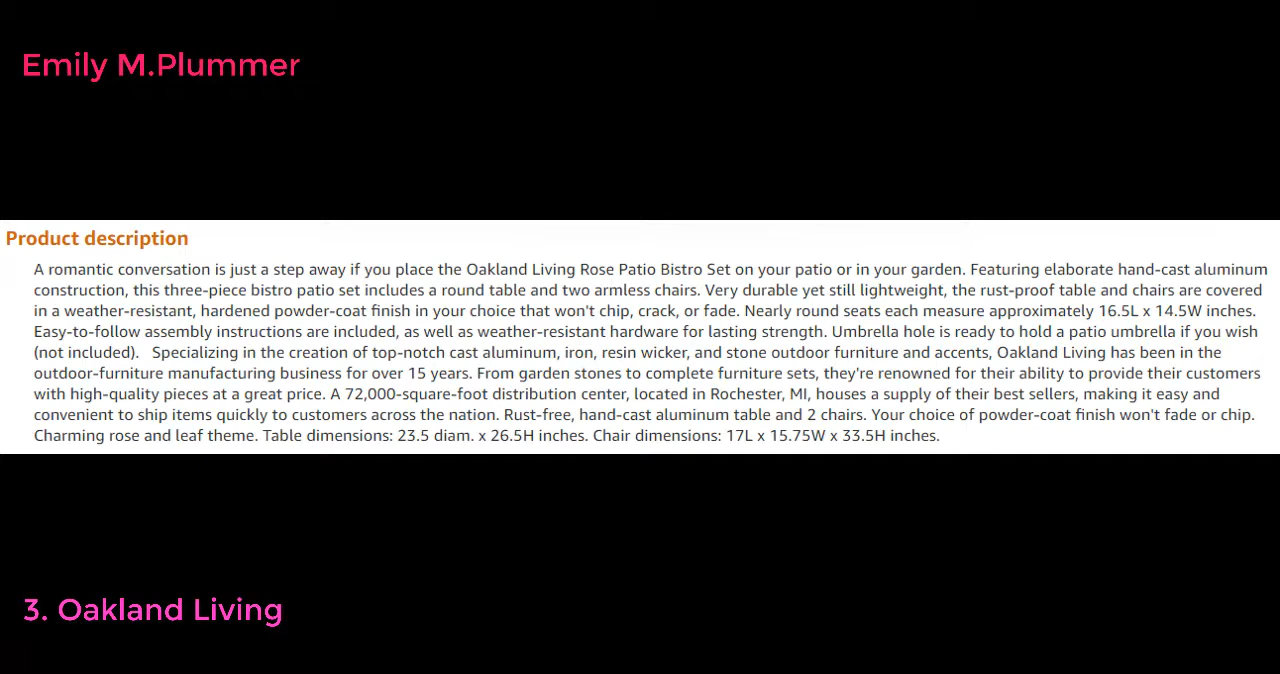 Emily M.Plummer
Product description
A romantic conversation is just a step away if you place the Oakland Living Rose Patio Bistro Set on your patio or in your garden. Featuring elaborate hand-cast aluminum
construction, this three-piece bistro patio set includes a round table and two armless chairs. Very durable yet still lightweight, the rust-proof table and chairs are covered
in a weather-resistant, hardened powder-coat finish in your choice that won't chip, crack, or fade. Nearly round seats each measure approximately 16.5L x 14.5W inches.
Easy-to-follow assembly instructions are included, as well as weather-resistant hardware for lasting strength. Umbrella hole is ready to hold a patio umbrella if you wish
(not included).   Specializing in the creation of top-notch cast aluminum, iron, resin wicker, and stone outdoor furniture and accents, Oakland Living has been in the
outdoor-furniture manufacturing business for over 15 years. From garden stones to complete furniture sets, they're renowned for their ability to provide their customers
with high-quality pieces at a great price. A 72,000-square-foot distribution center, located in Rochester, MI, houses a supply of their best sellers, making it easy and
convenient to ship items quickly to customers across the nation. Rust-free, hand-cast aluminum table and 2 chairs. Your choice of powder-coat finish won't fade or chip.
Charming rose and leaf theme. Table dimensions: 23.5 diam. x 26.5H inches. Chair dimensions: 17L x 15.75W x 33.5H inches.
3. Oakland Living